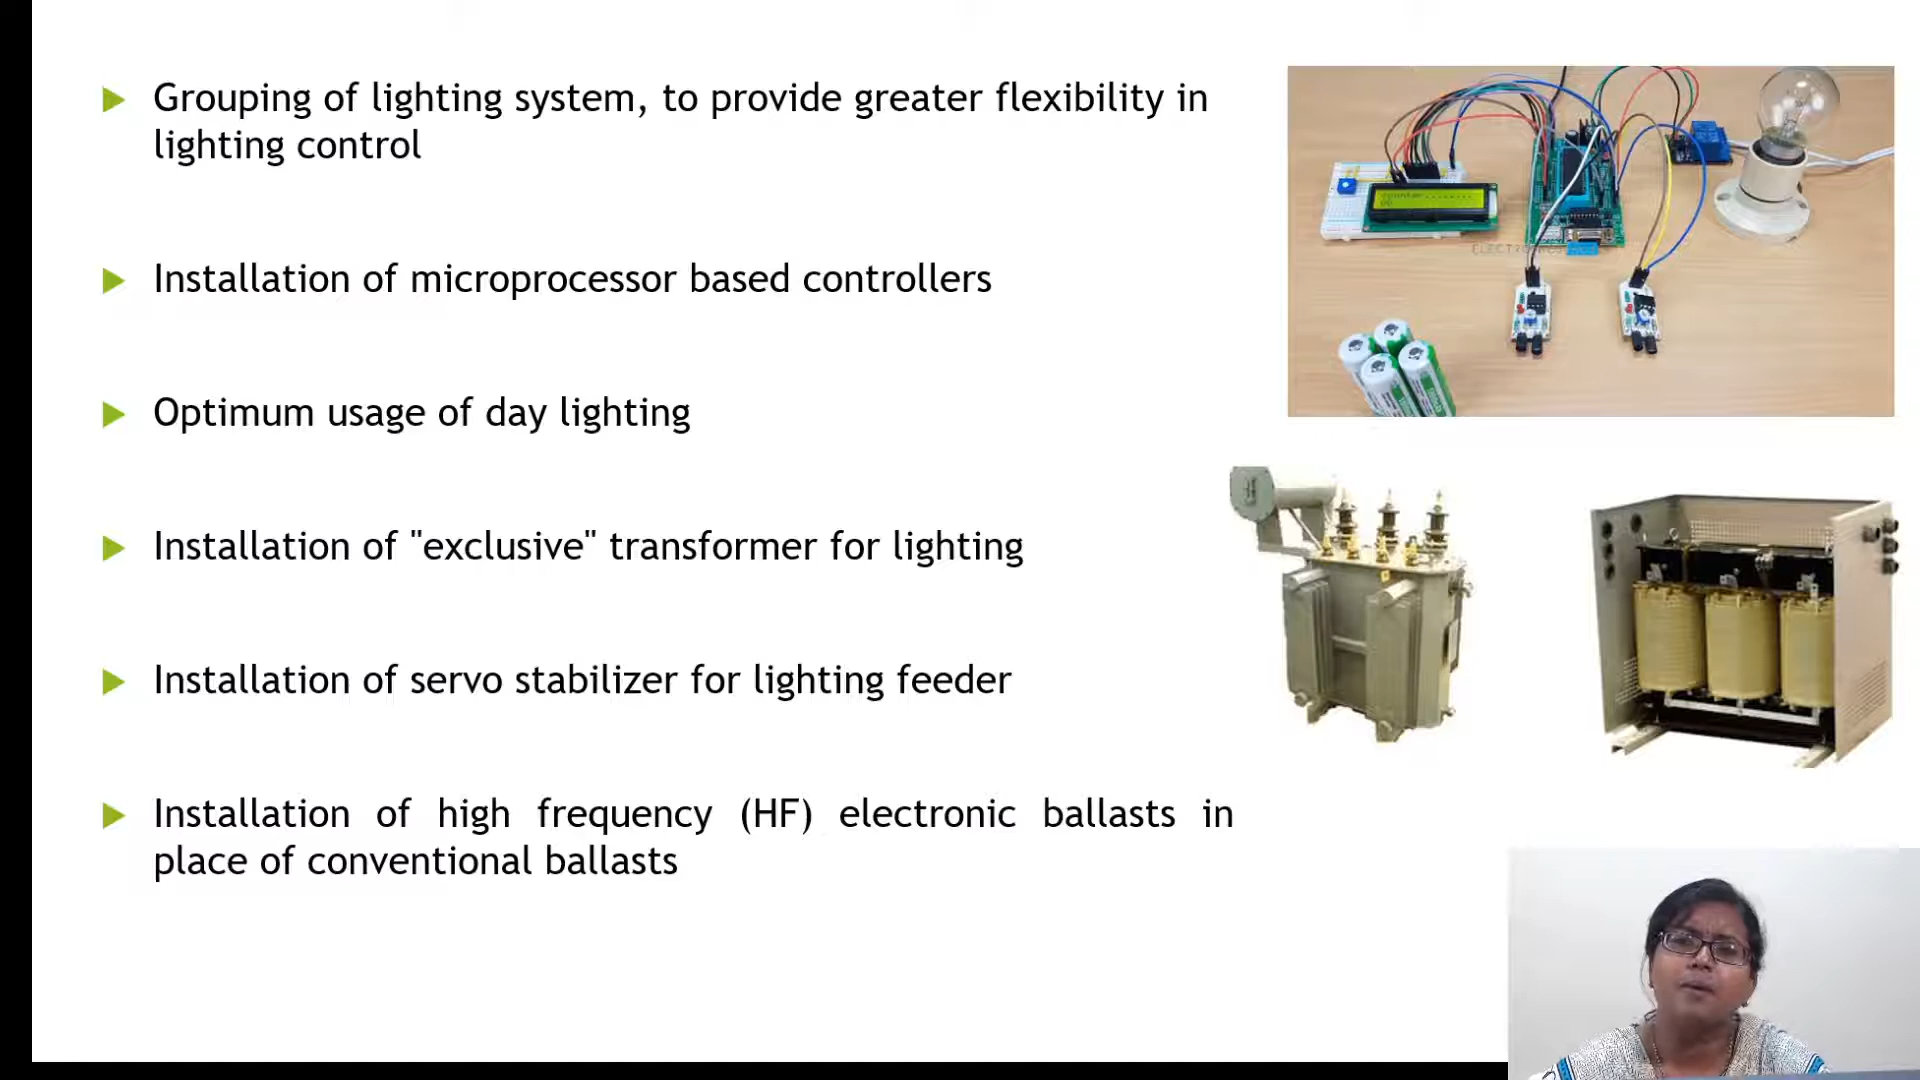 Grouping of lighting system, to provide greater flexibility in
lighting control
Installation of microprocessor based controllers
Optimum usage of day lighting
Installation of "exclusive" transformer for lighting
Installation of servo stabilizer for lighting feeder
Installation of high frequency (HF) electronic ballasts in
place of conventional ballasts